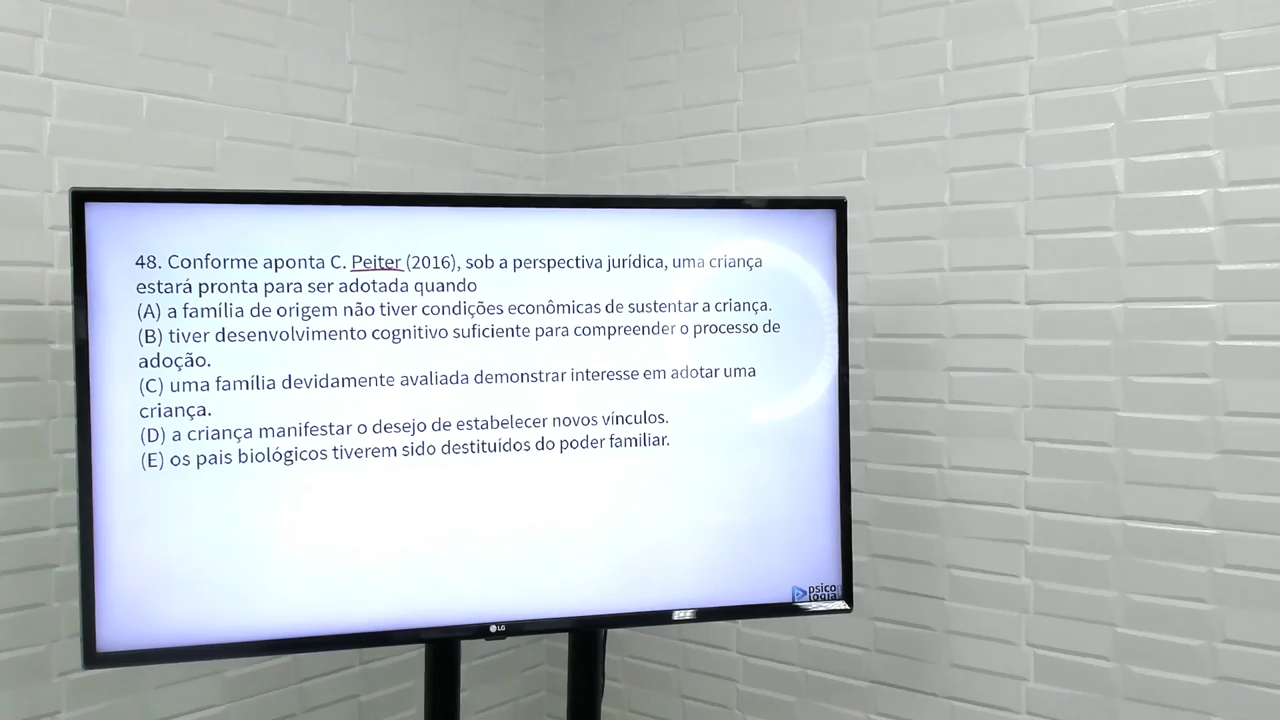 48. Conforme aponta C. Peiter (2016), sob a perspectiva jurídica, uma criança
estará pronta para ser adotada quando
(A) a família de origem não tiver condições econômicas de sustentar a criança.
(B) tiver desenvolvimento cognitivo suficiente para compreender o processo de
adoção.
(C) uma família devidamente avaliada demonstrar interesse em adotar uma
criança.
(D) a criança manifestar o desejo de estabelecer novos vínculos.
(E) os pais biológicos tiverem sido destituídos do poder familiar.
psico
logia
LG